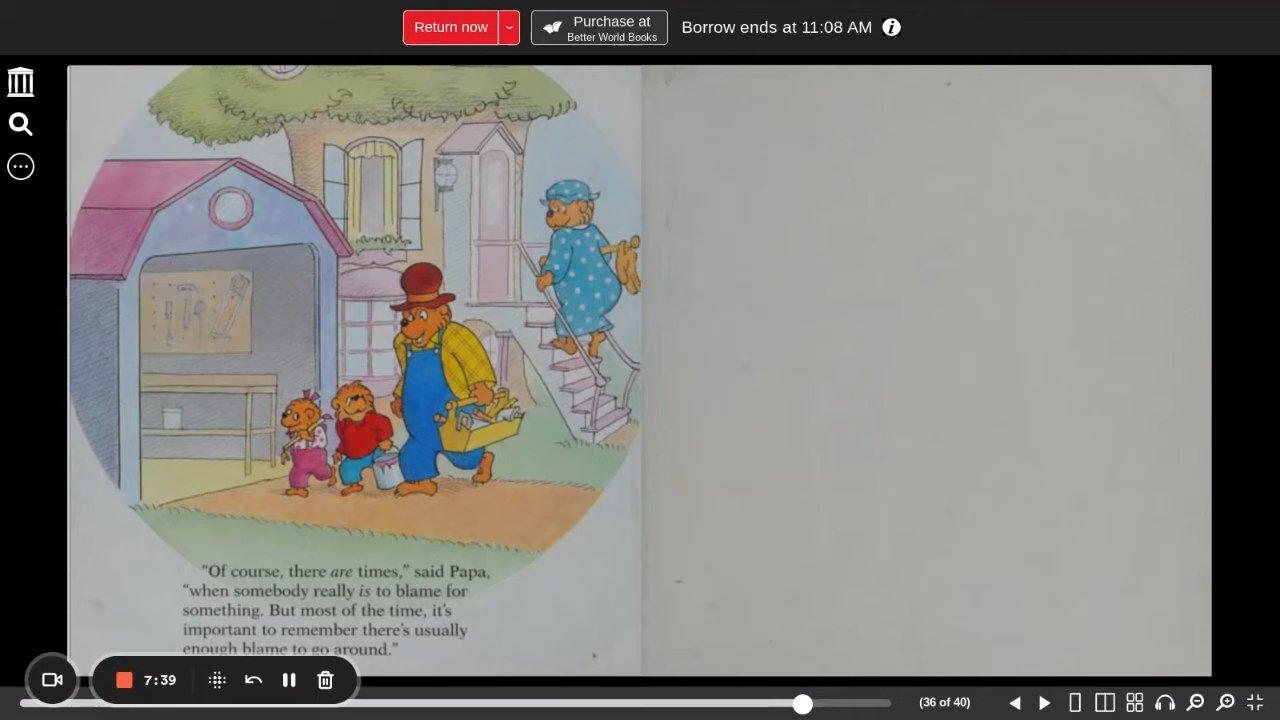 Return now
Purchase at
Better World Books
Borrow ends at 11:08 AM
"Of course, there are times," said Papa,
"when somebody really is to blame for
something. But most of the time, it's
important to remember there's usually
enough blame to go around."
7:39
(36 of 40)